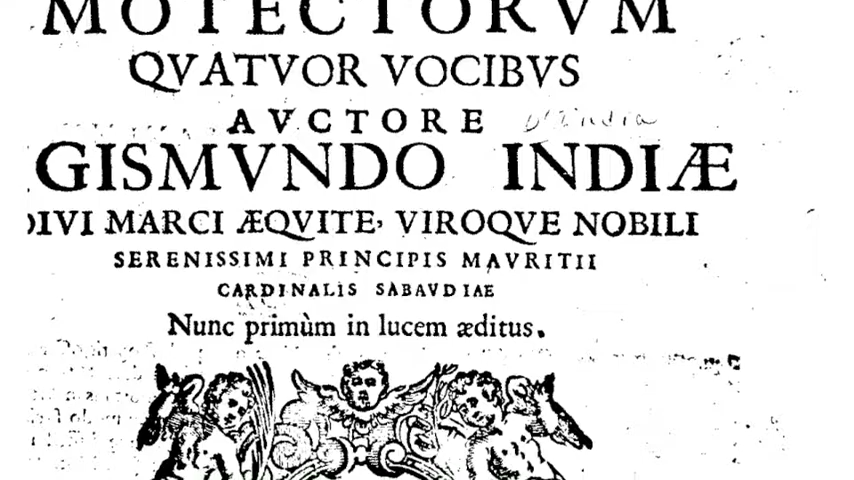 MOTECTORVM
QVATVOR VOCIBVS
AVCTORE d'India
GISMVNDO INDIÆ
DIVI MARCI ÆQVITE, VIROQVE NOBILI
SERENISSIMI PRINCIPIS MAVRITII
CARDINALIS SABAVDIAE
Nunc primùm in lucem æditus.